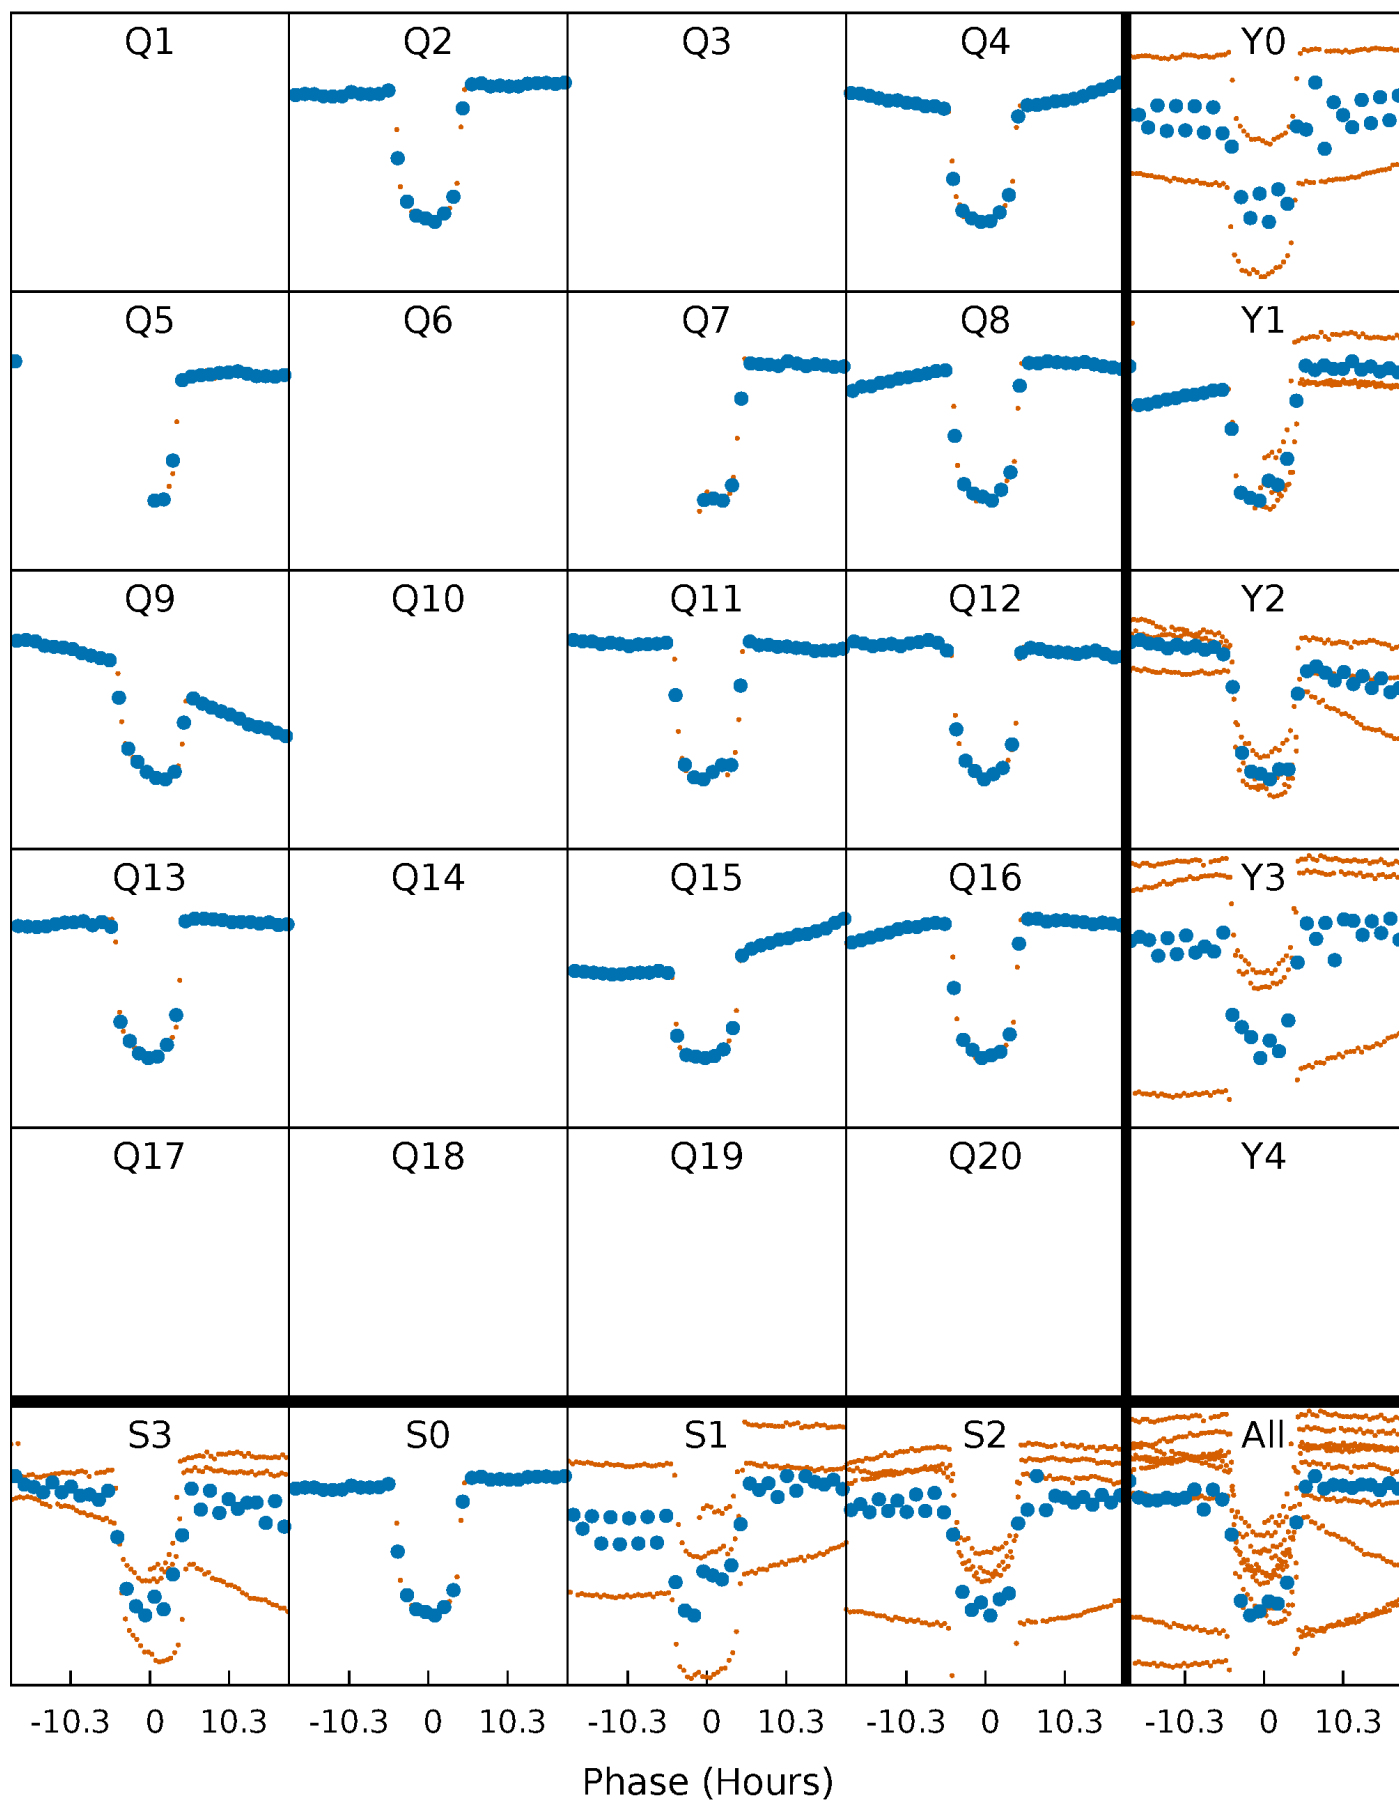 Q1 Q2 Q3 Q4 Y0
Q5 Q6 Q7 Q8 Y1
Q9 Q10 Q11 Q12 Y2
Q13 Q14 Q15 Q16 Y3
Q17 Q18 Q19 Q20 Y4
S3 S0 S1 S2 All
-10.3 0 10.3 -10.3 0 10.3 -10.3 0 10.3 -10.3 0 10.3 -10.3 0 10.3
Phase (Hours)